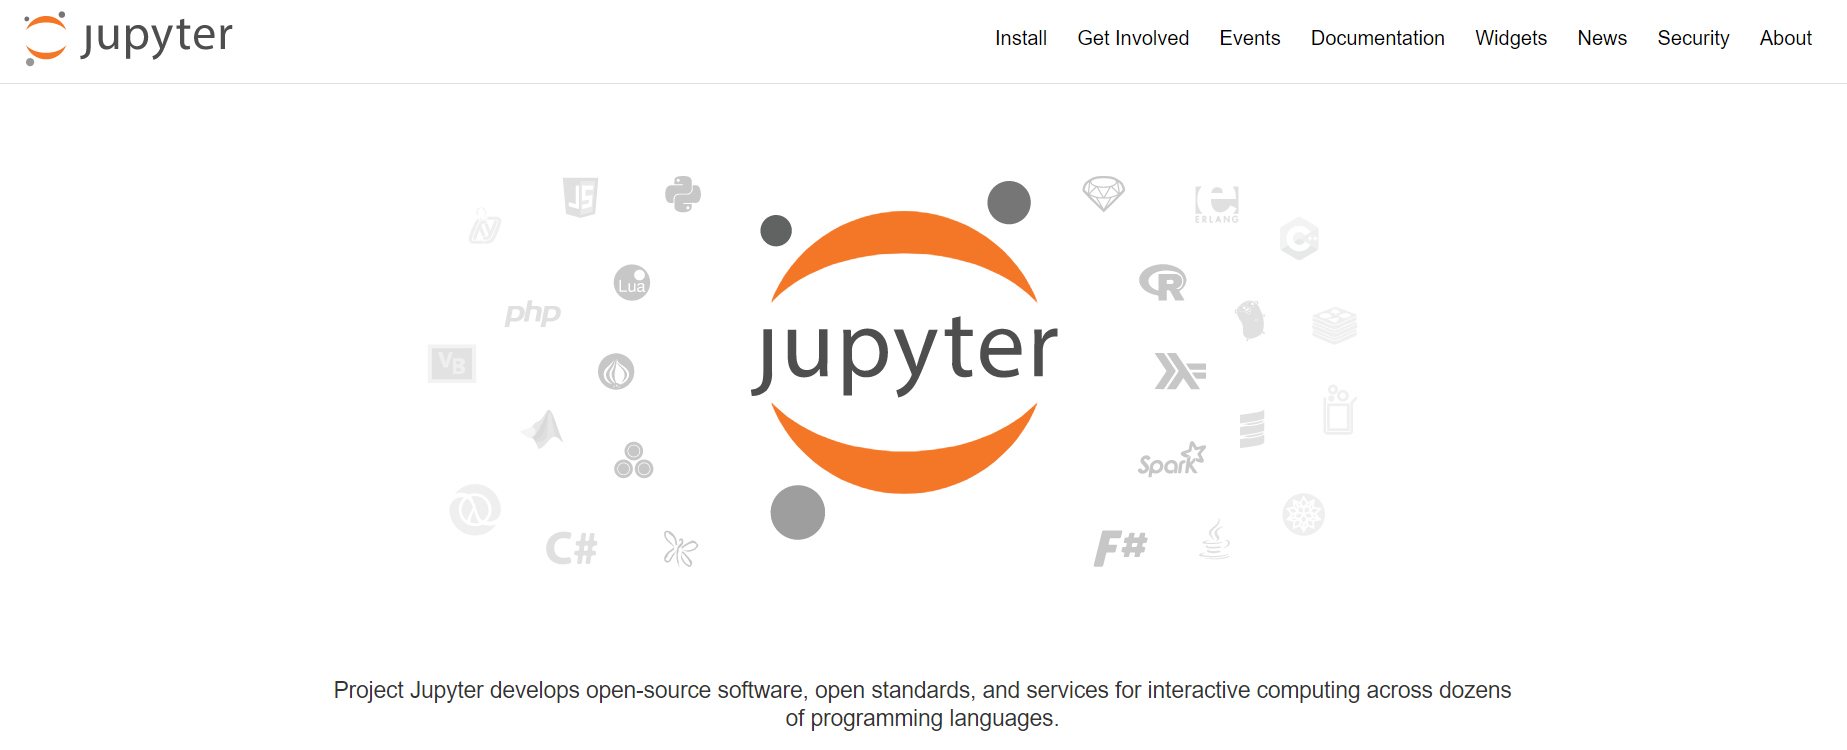 jupyter
Install Get Involved Events Documentation Widgets News Security About
JS
ERLANG
C++
Lua
R
php
jupyter
VB
Spark
C# F#
Project Jupyter develops open-source software, open standards, and services for interactive computing across dozens
of programming languages.